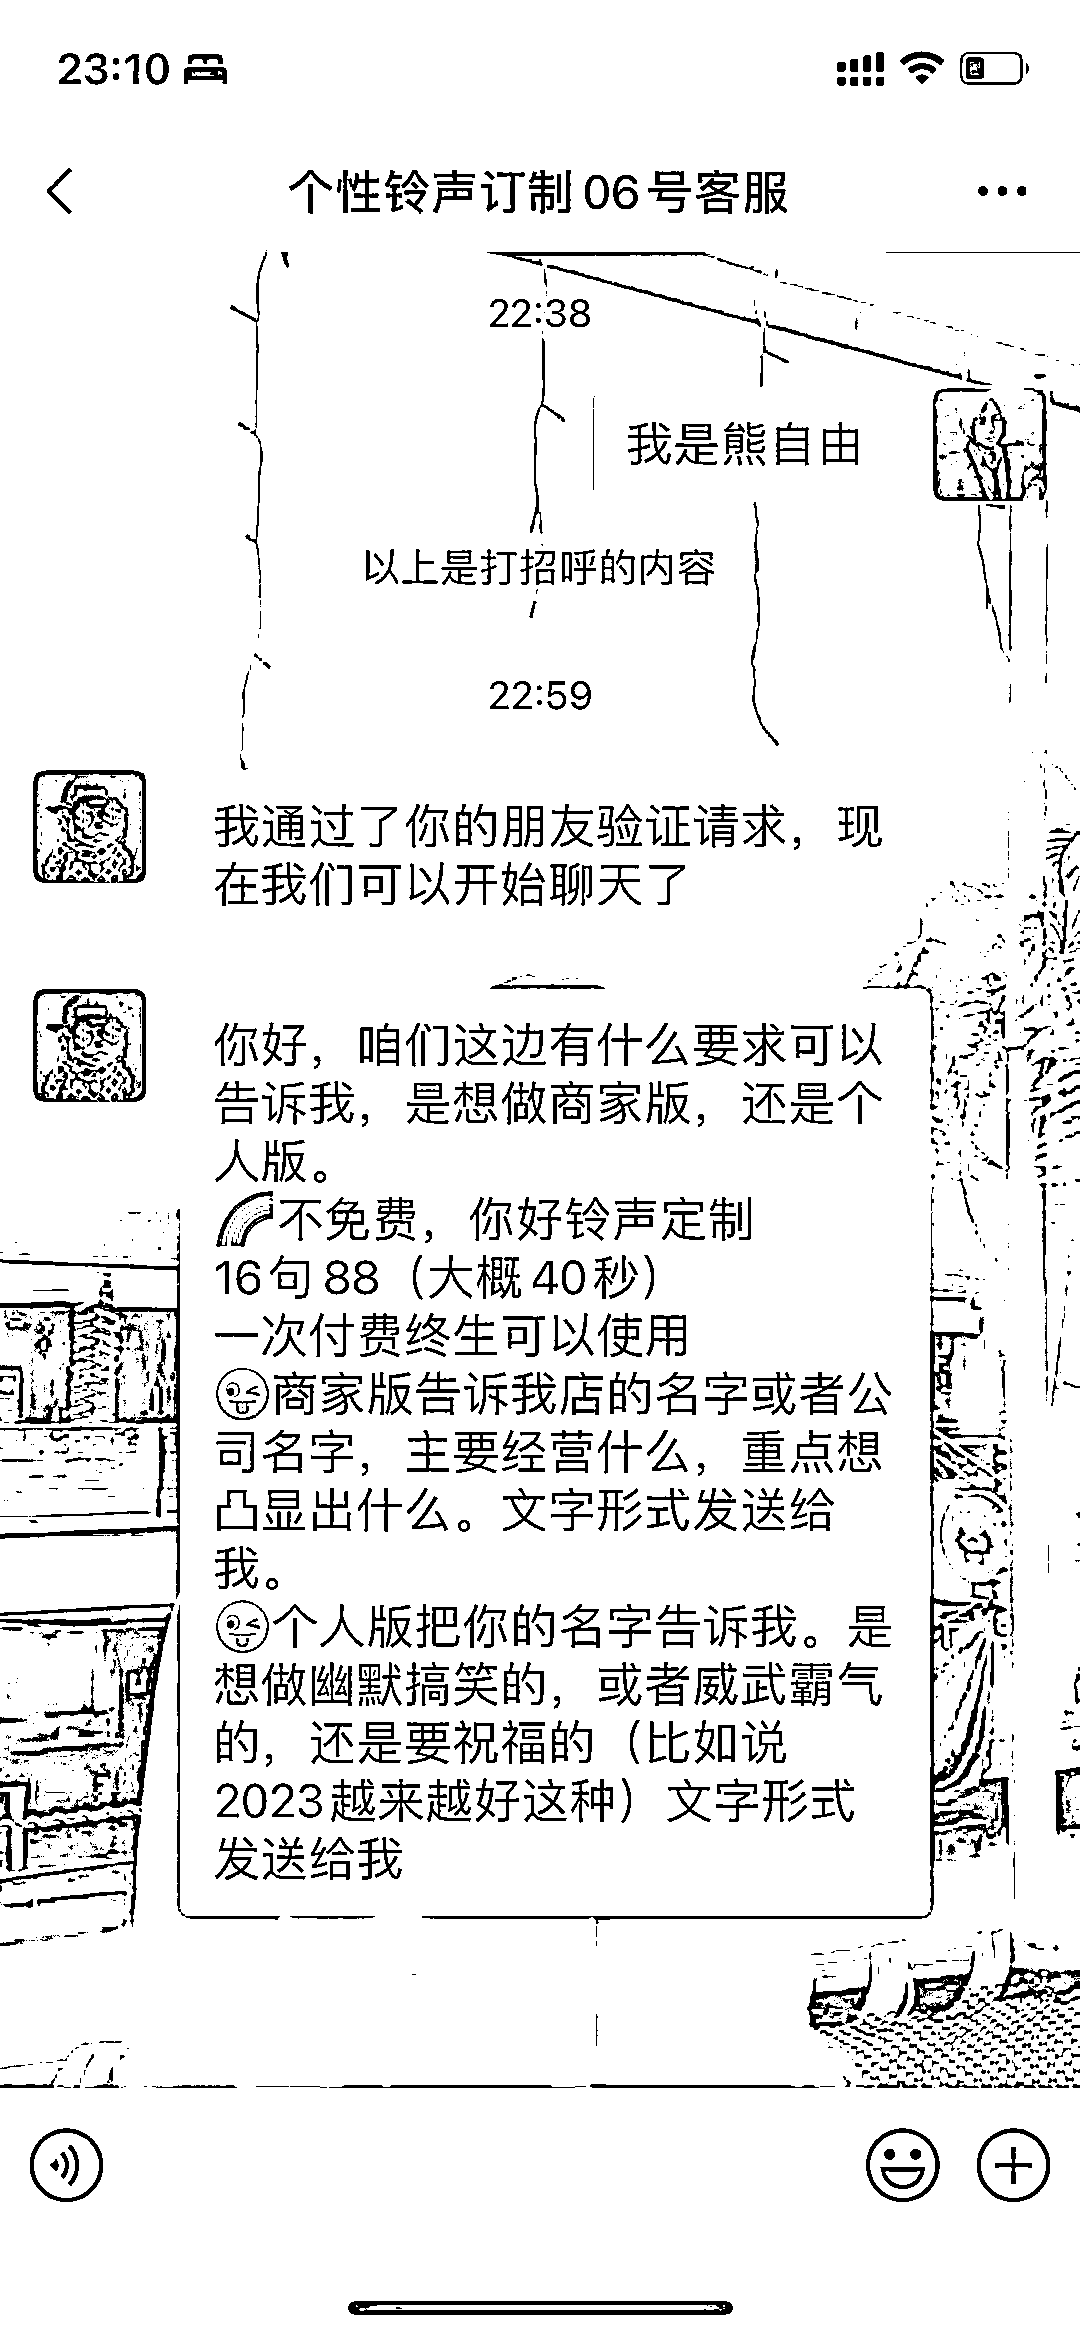 23:10
个性铃声订制06号客服
22:38
我是熊自由
以上是打招呼的内容
22:59
我通过了你的朋友验证请求，现
在我们可以开始聊天了
你好，咱们这边有什么要求可以
告诉我，是想做商家版，还是个
人版。
🌈不免费，你好铃声定制
16句88（大概40秒）
一次付费终生可以使用
😜商家版告诉我店的名字或者公
司名字，主要经营什么，重点想
凸显出什么。文字形式发送给
我。
😜个人版把你的名字告诉我。是
想做幽默搞笑的，或者威武霸气
的，还是要祝福的（比如说
2023越来越好这种）文字形式
发送给我